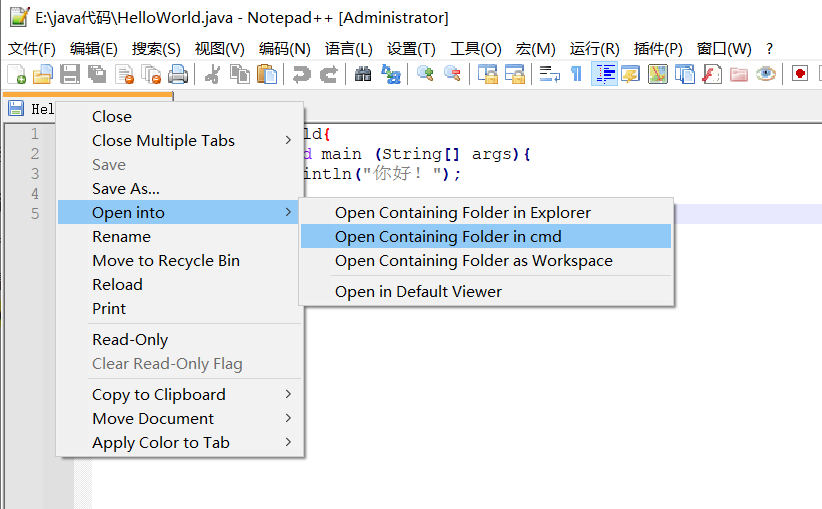 E:\java代码\HelloWorld.java - Notepad++ [Administrator]
文件(F) 编辑(E) 搜索(S) 视图(V) 编码(N) 语言(L) 设置(T) 工具(O) 宏(M) 运行(R) 插件(P) 窗口(W) ?
Hel
Close
Close Multiple Tabs
Save
Save As...
Open into
Rename
Move to Recycle Bin
Reload
Print
Read-Only
Clear Read-Only Flag
Copy to Clipboard
Move Document
Apply Color to Tab
Open Containing Folder in Explorer
Open Containing Folder in cmd
Open Containing Folder as Workspace
Open in Default Viewer
1 ld{
2 d main (String[] args){
3 intln("你好！");
4
5